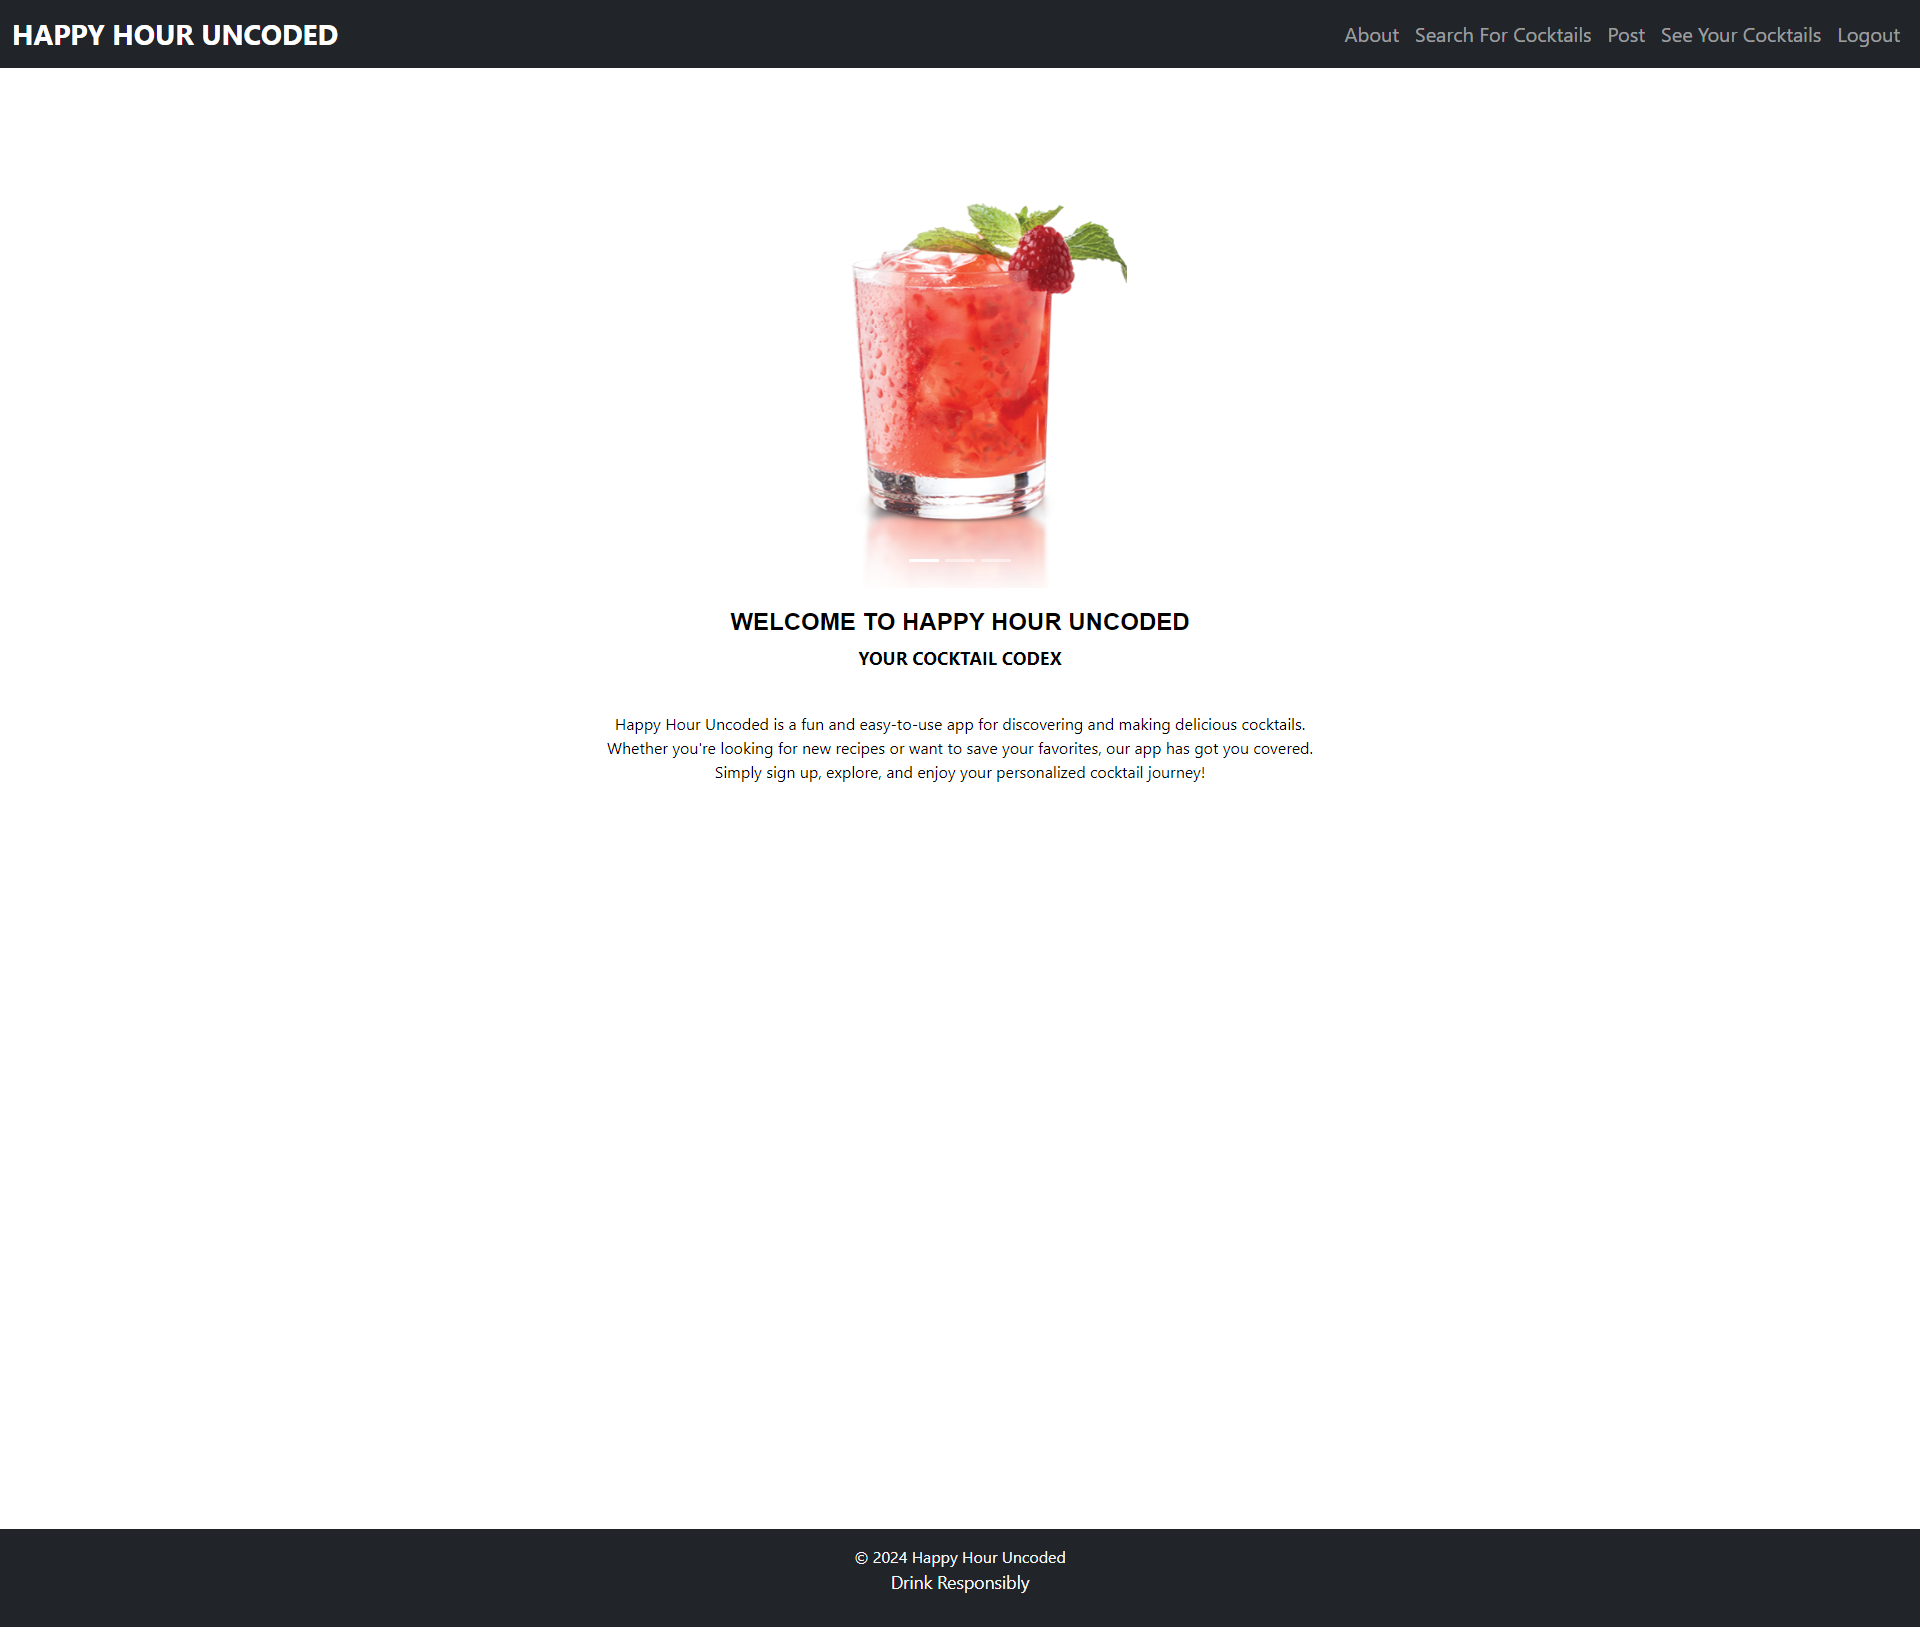 HAPPY HOUR UNCODED
About Search For Cocktails Post See Your Cocktails Logout
WELCOME TO HAPPY HOUR UNCODED
YOUR COCKTAIL CODEX
Happy Hour Uncoded is a fun and easy-to-use app for discovering and making delicious cocktails.
Whether you're looking for new recipes or want to save your favorites, our app has got you covered.
Simply sign up, explore, and enjoy your personalized cocktail journey!
© 2024 Happy Hour Uncoded
Drink Responsibly